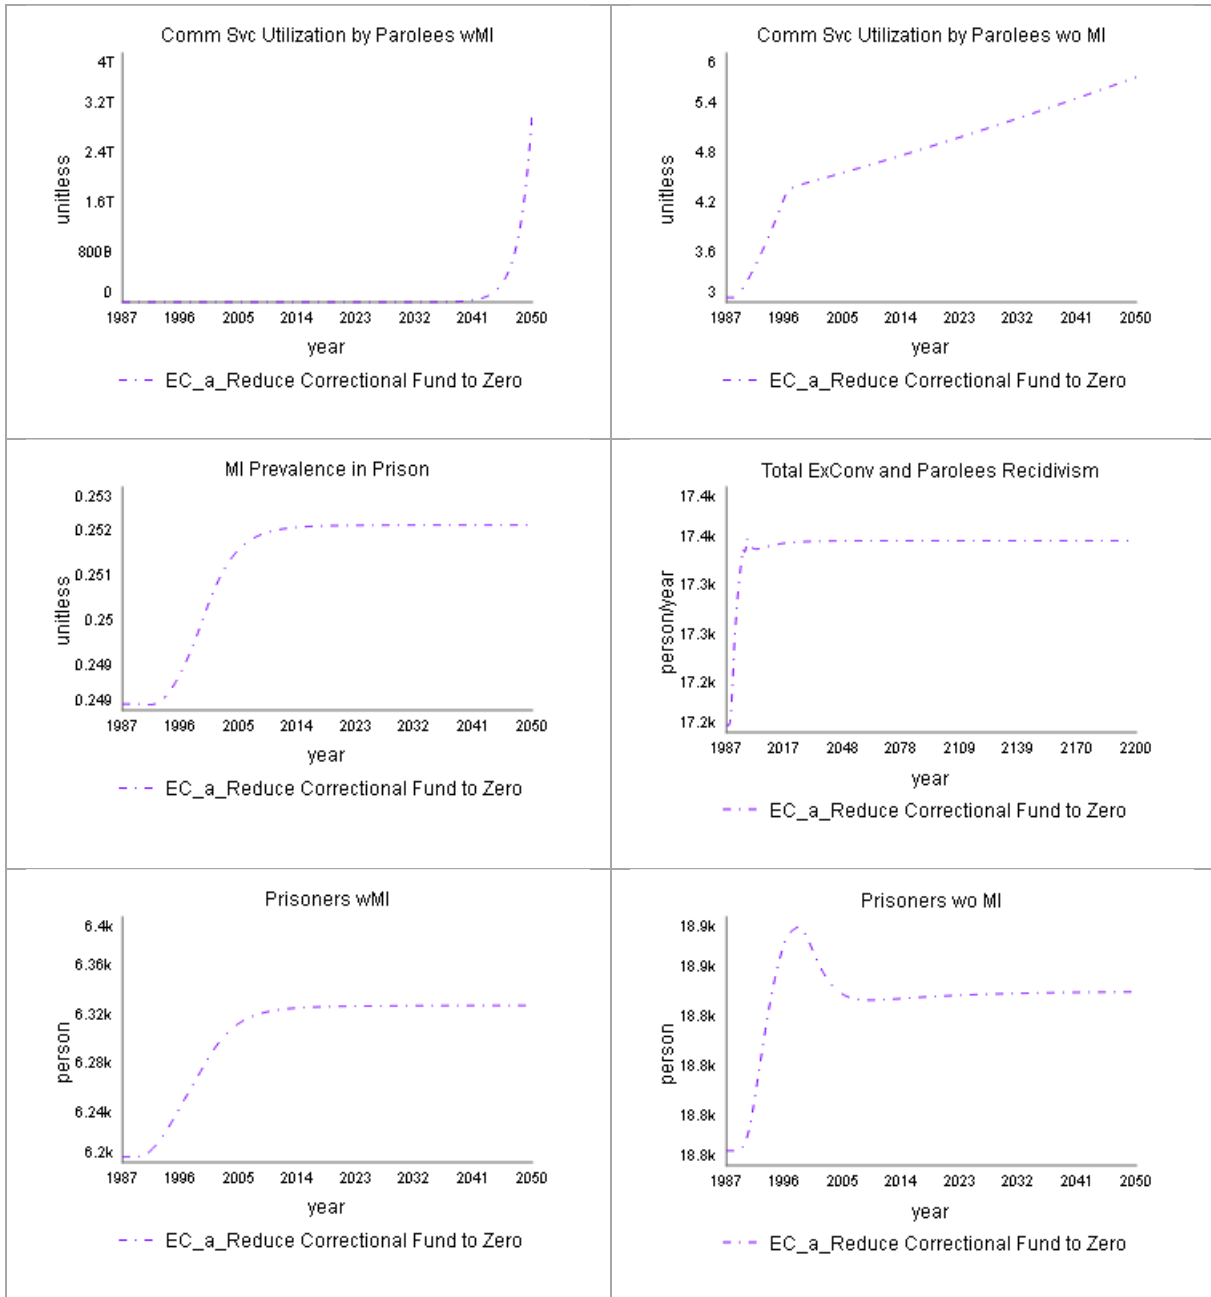 Comm Svc Utilization by Parolees wMI
4T
3.2T
2.4T
1.6T
800B
0
unitless
1987 1996 2005 2014 2023 2032 2041 2050
year
EC_a_Reduce Correctional Fund to Zero
Comm Svc Utilization by Parolees wo MI
6
5.4
4.8
4.2
3.6
3
unitless
1987 1996 2005 2014 2023 2032 2041 2050
year
EC_a_Reduce Correctional Fund to Zero
MI Prevalence in Prison
0.253
0.252
0.251
0.25
0.249
0.249
unitless
1987 1996 2005 2014 2023 2032 2041 2050
year
EC_a_Reduce Correctional Fund to Zero
Total ExConv and Parolees Recidivism
17.4k
17.4k
17.3k
17.3k
17.2k
17.2k
person/year
1987 2017 2048 2078 2109 2139 2170 2200
year
EC_a_Reduce Correctional Fund to Zero
Prisoners wMI
6.4k
6.36k
6.32k
6.28k
6.24k
6.2k
person
1987 1996 2005 2014 2023 2032 2041 2050
year
EC_a_Reduce Correctional Fund to Zero
Prisoners wo MI
18.9k
18.9k
18.8k
18.8k
18.8k
18.8k
person
1987 1996 2005 2014 2023 2032 2041 2050
year
EC_a_Reduce Correctional Fund to Zero